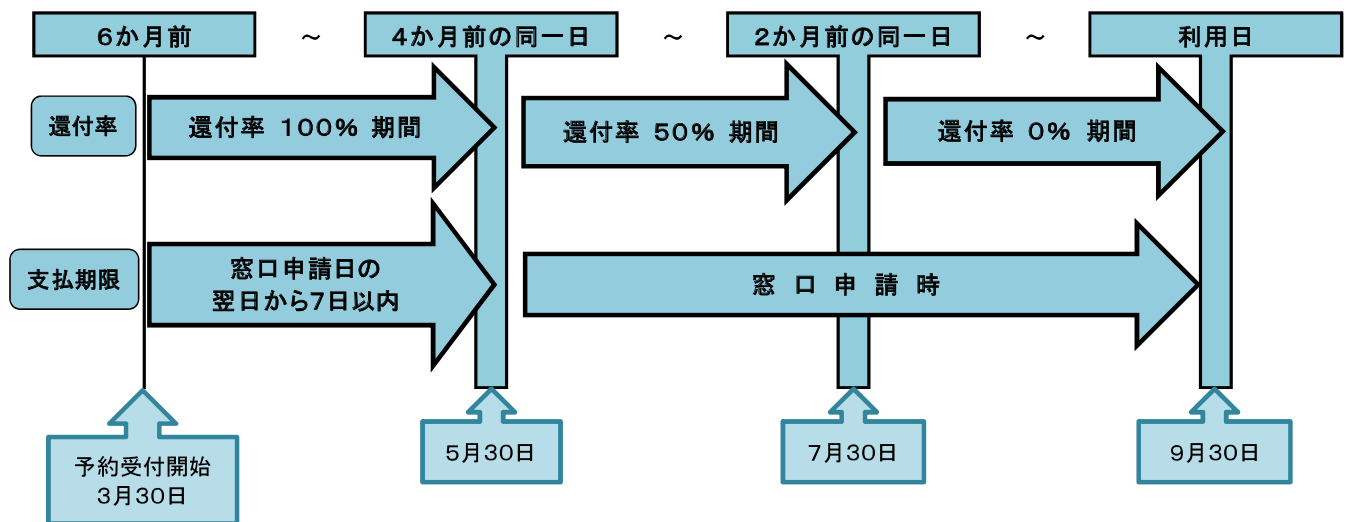 6か月前 ～ 4か月前の同一日 ～ 2か月前の同一日 ～ 利用日
還付率 還付率 100% 期間 還付率 50% 期間 還付率 0% 期間
支払期限 窓口申請日の
翌日から7日以内
窓 口 申 請 時
予約受付開始
3月30日
5月30日
7月30日
9月30日